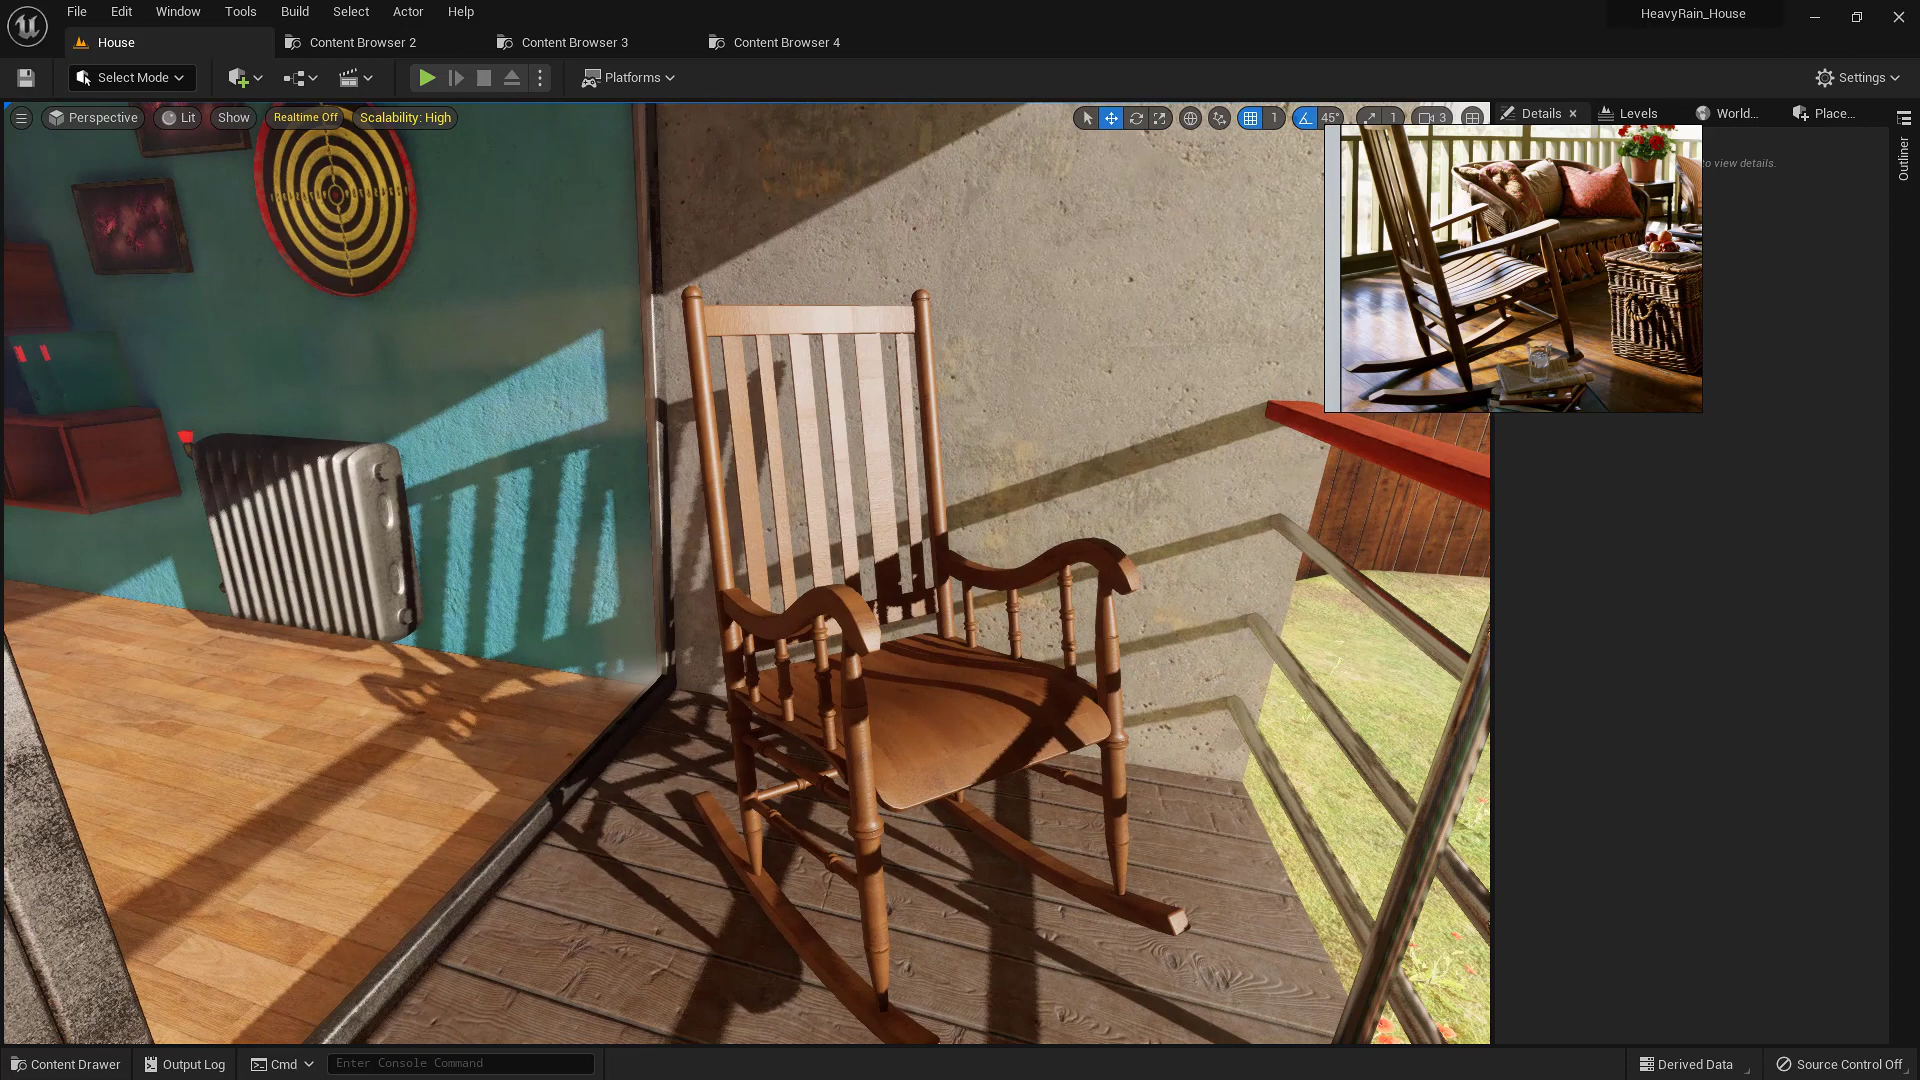 File Edit Window Tools Build Select Actor Help
HeavyRain_House
House
Content Browser 2
Content Browser 3
Content Browser 4
Select Mode
Platforms
Settings
Perspective
Lit
Show
Realtime Off
Scalability: High
1
45°
1
3
Details
Levels
World...
Place...
to view details.
Outliner
Content Drawer
Output Log
Cmd
Enter Console Command
Derived Data
Source Control Off